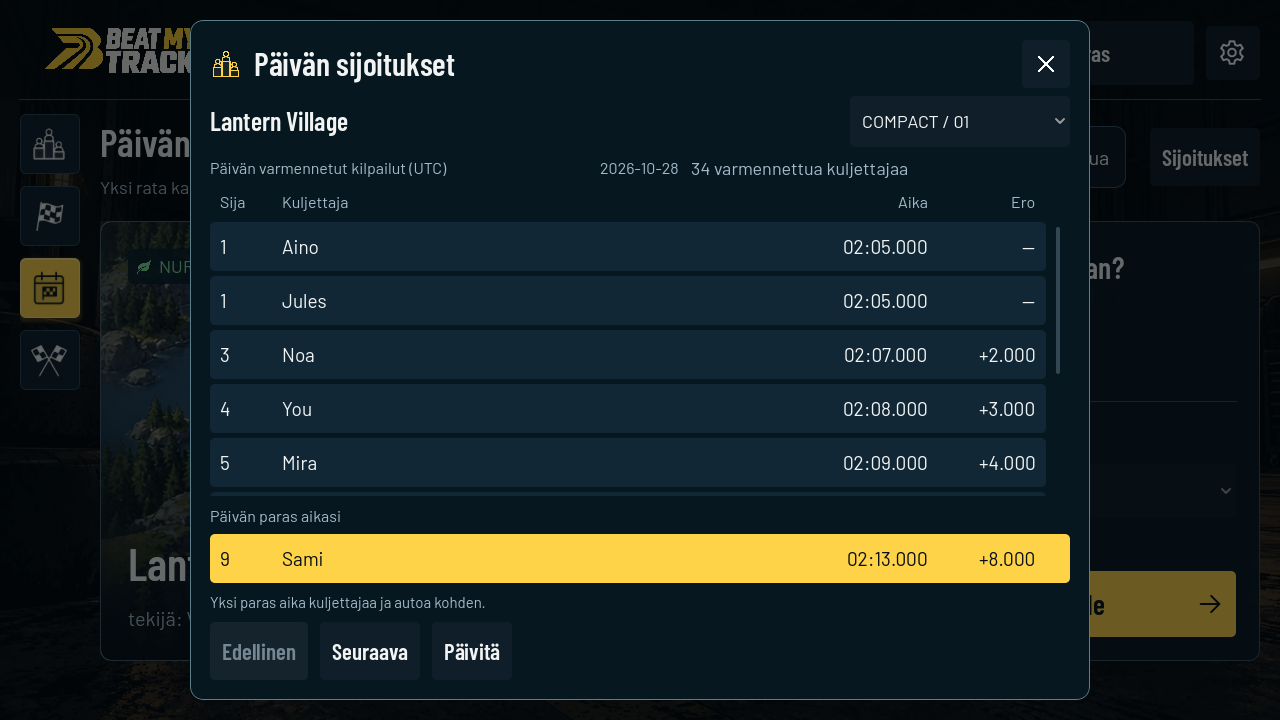 BEAT MY
TRACK
Päivän sijoitukset
Lantern Village
COMPACT / 01
Päivän varmennetut kilpailut (UTC)
2026-10-28
34 varmennettua kuljettajaa
Sija Kuljettaja Aika Ero
1 Aino 02:05.000 —
1 Jules 02:05.000 —
3 Noa 02:07.000 +2.000
4 You 02:08.000 +3.000
5 Mira 02:09.000 +4.000
Päivän paras aikasi
9 Sami 02:13.000 +8.000
Yksi paras aika kuljettajaa ja autoa kohden.
Edellinen Seuraava Päivitä
Päivän
Yksi rata
Sijoitukset
tekijä: